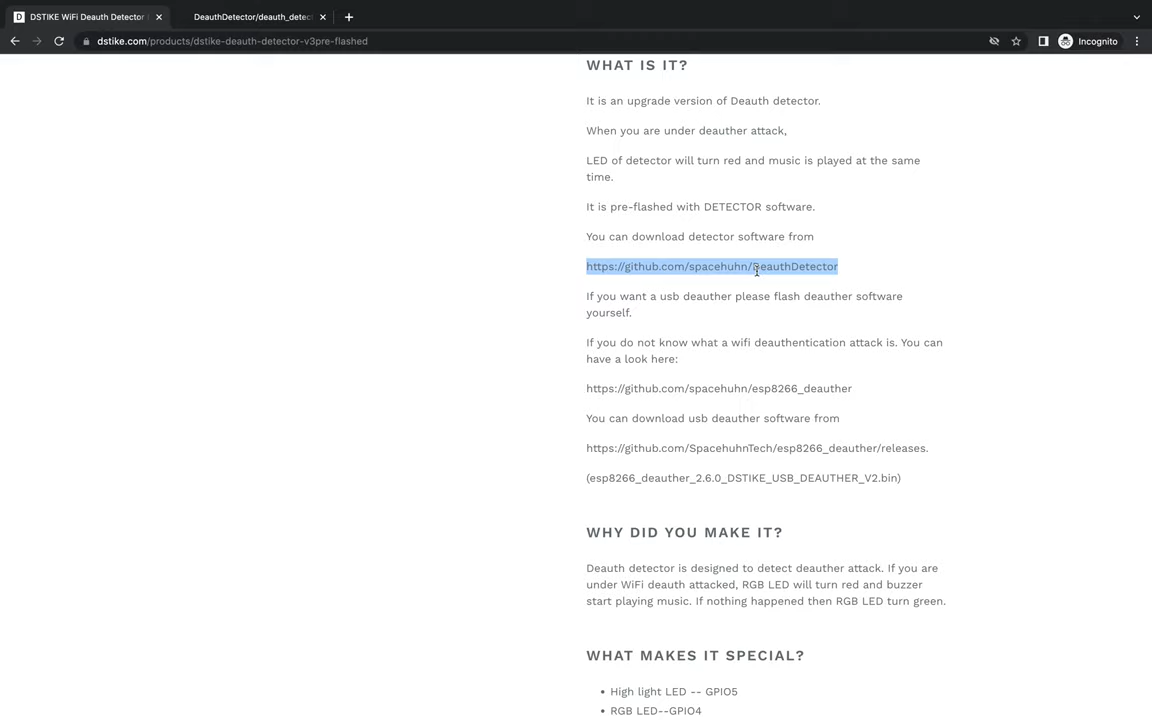 DSTIKE WiFi Deauth Detector
DeauthDetector/deauth_detec
dstike.com/products/dstike-deauth-detector-v3pre-flashed
Incognito
WHAT IS IT?
It is an upgrade version of Deauth detector.
When you are under deauther attack,
LED of detector will turn red and music is played at the same
time.
It is pre-flashed with DETECTOR software.
You can download detector software from
https://github.com/spacehuhn/DeauthDetector
If you want a usb deauther please flash deauther software
yourself.
If you do not know what a wifi deauthentication attack is. You can
have a look here:
https://github.com/spacehuhn/esp8266_deauther
You can download usb deauther software from
https://github.com/SpacehuhnTech/esp8266_deauther/releases.
(esp8266_deauther_2.6.0_DSTIKE_USB_DEAUTHER_V2.bin)
WHY DID YOU MAKE IT?
Deauth detector is designed to detect deauther attack. If you are
under WiFi deauth attacked, RGB LED will turn red and buzzer
start playing music. If nothing happened then RGB LED turn green.
WHAT MAKES IT SPECIAL?
• High light LED -- GPIO5
• RGB LED--GPIO4